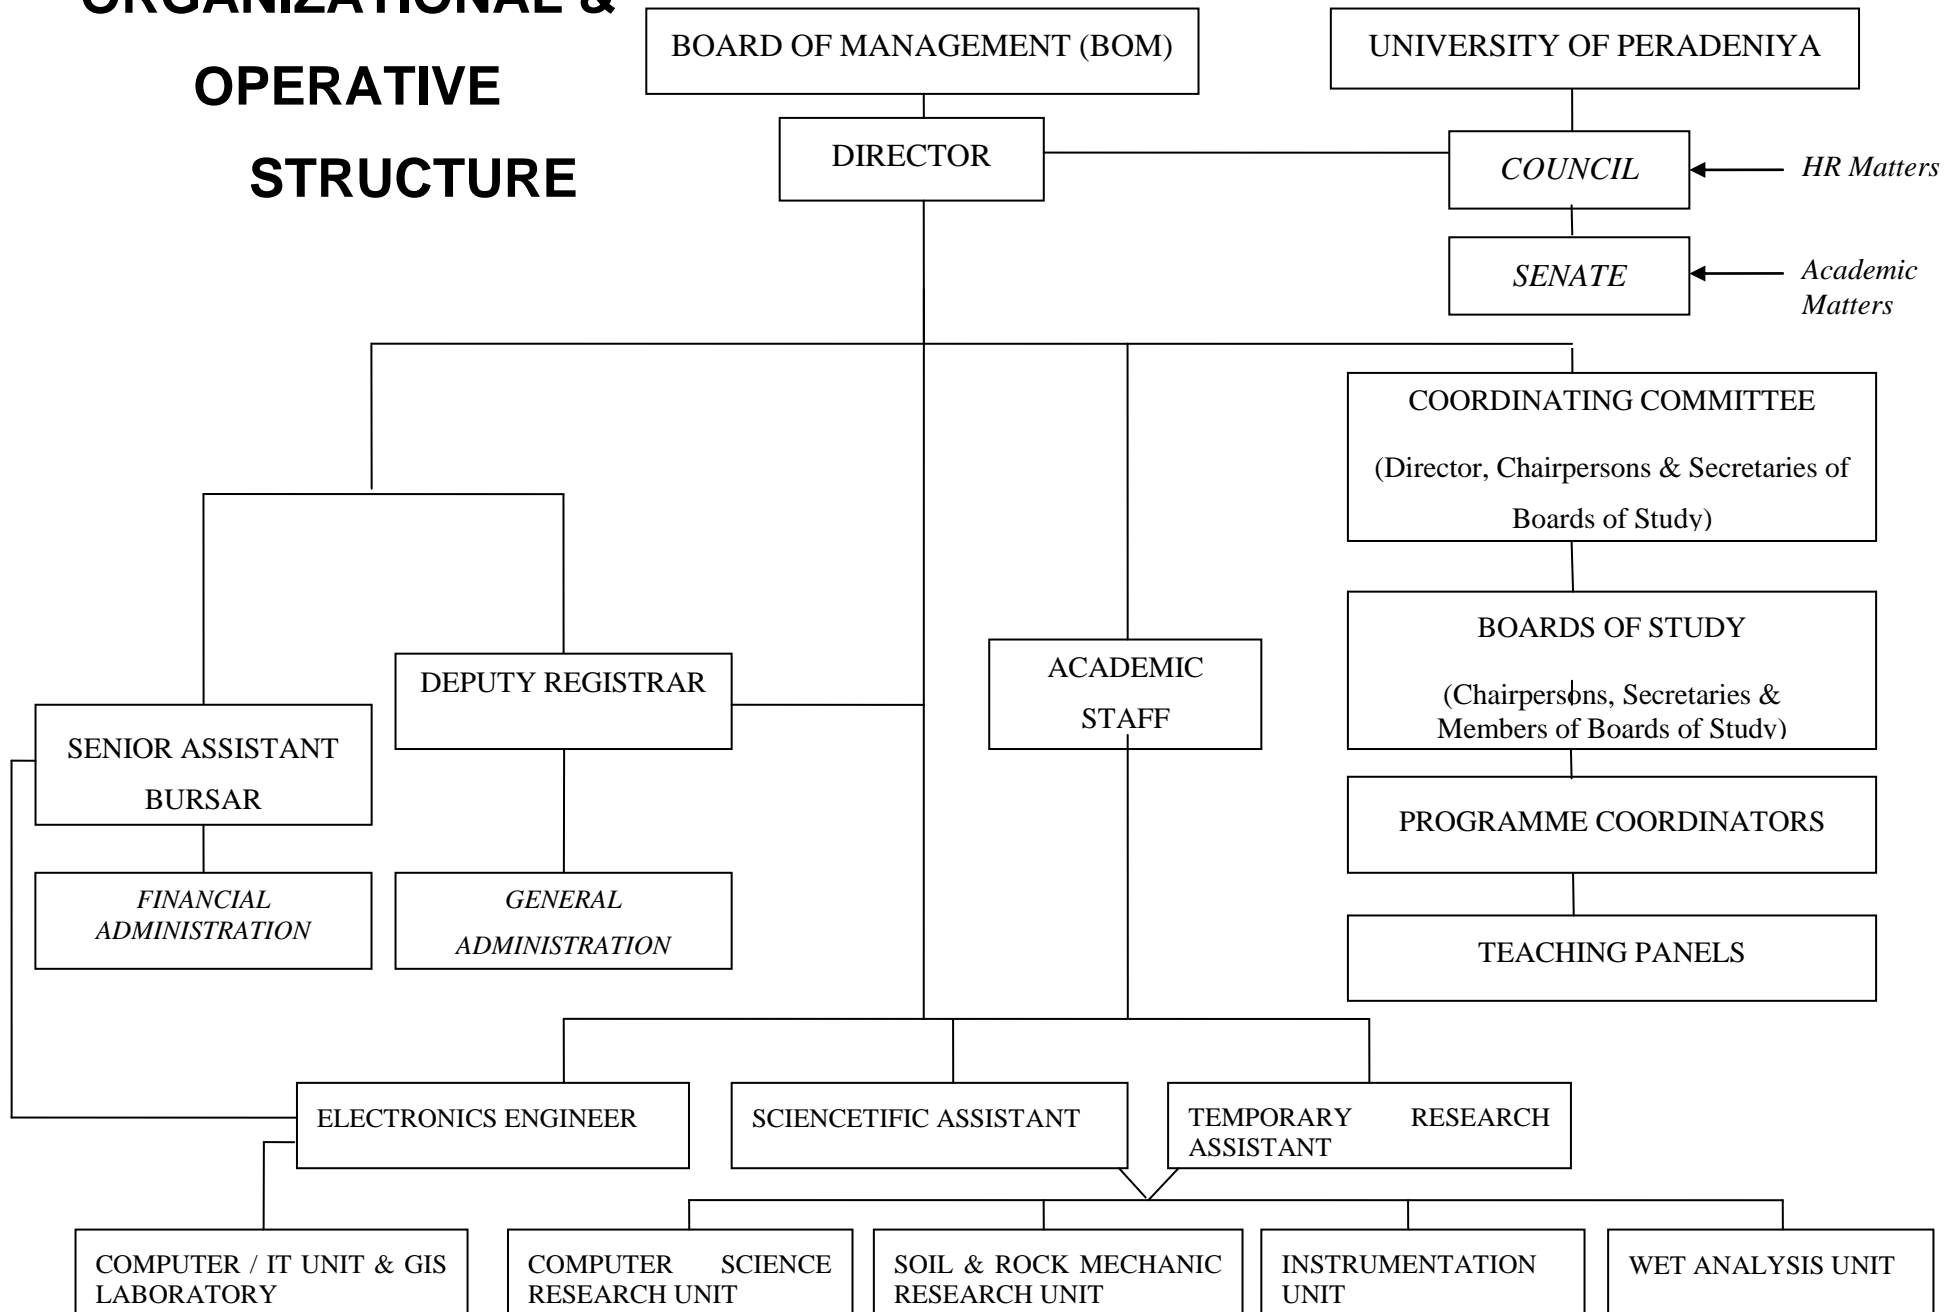 ORGANIZATIONAL &
OPERATIVE
STRUCTURE
BOARD OF MANAGEMENT (BOM)
UNIVERSITY OF PERADENIYA
DIRECTOR
COUNCIL
HR Matters
SENATE
Academic
Matters
COORDINATING COMMITTEE
(Director, Chairpersons & Secretaries of
Boards of Study)
BOARDS OF STUDY
(Chairpersons, Secretaries &
Members of Boards of Study)
DEPUTY REGISTRAR
ACADEMIC
STAFF
SENIOR ASSISTANT
BURSAR
PROGRAMME COORDINATORS
FINANCIAL
ADMINISTRATION
GENERAL
ADMINISTRATION
TEACHING PANELS
ELECTRONICS ENGINEER
SCIENCETIFIC ASSISTANT
TEMPORARY RESEARCH
ASSISTANT
COMPUTER / IT UNIT & GIS
LABORATORY
COMPUTER SCIENCE
RESEARCH UNIT
SOIL & ROCK MECHANIC
RESEARCH UNIT
INSTRUMENTATION
UNIT
WET ANALYSIS UNIT